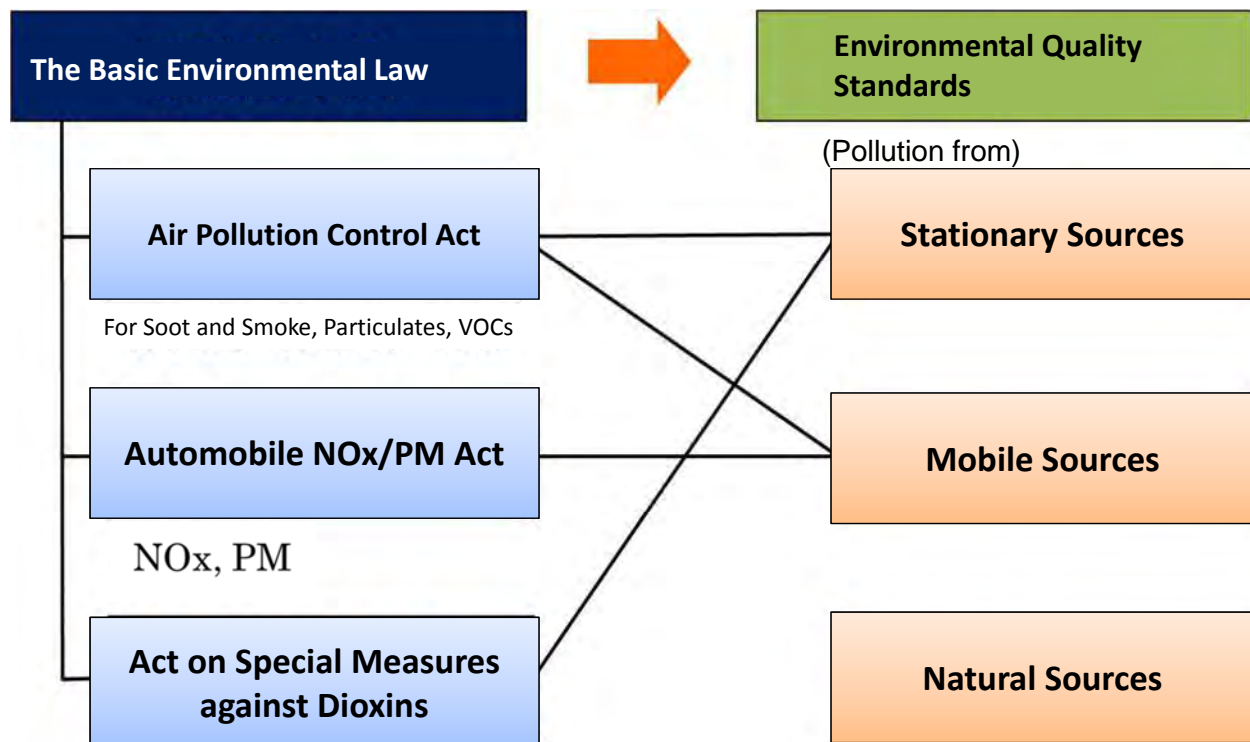 The Basic Environmental Law
Environmental Quality
Standards
(Pollution from)
Air Pollution Control Act
Stationary Sources
For Soot and Smoke, Particulates, VOCs
Automobile NOx/PM Act
Mobile Sources
NOx, PM
Act on Special Measures
against Dioxins
Natural Sources